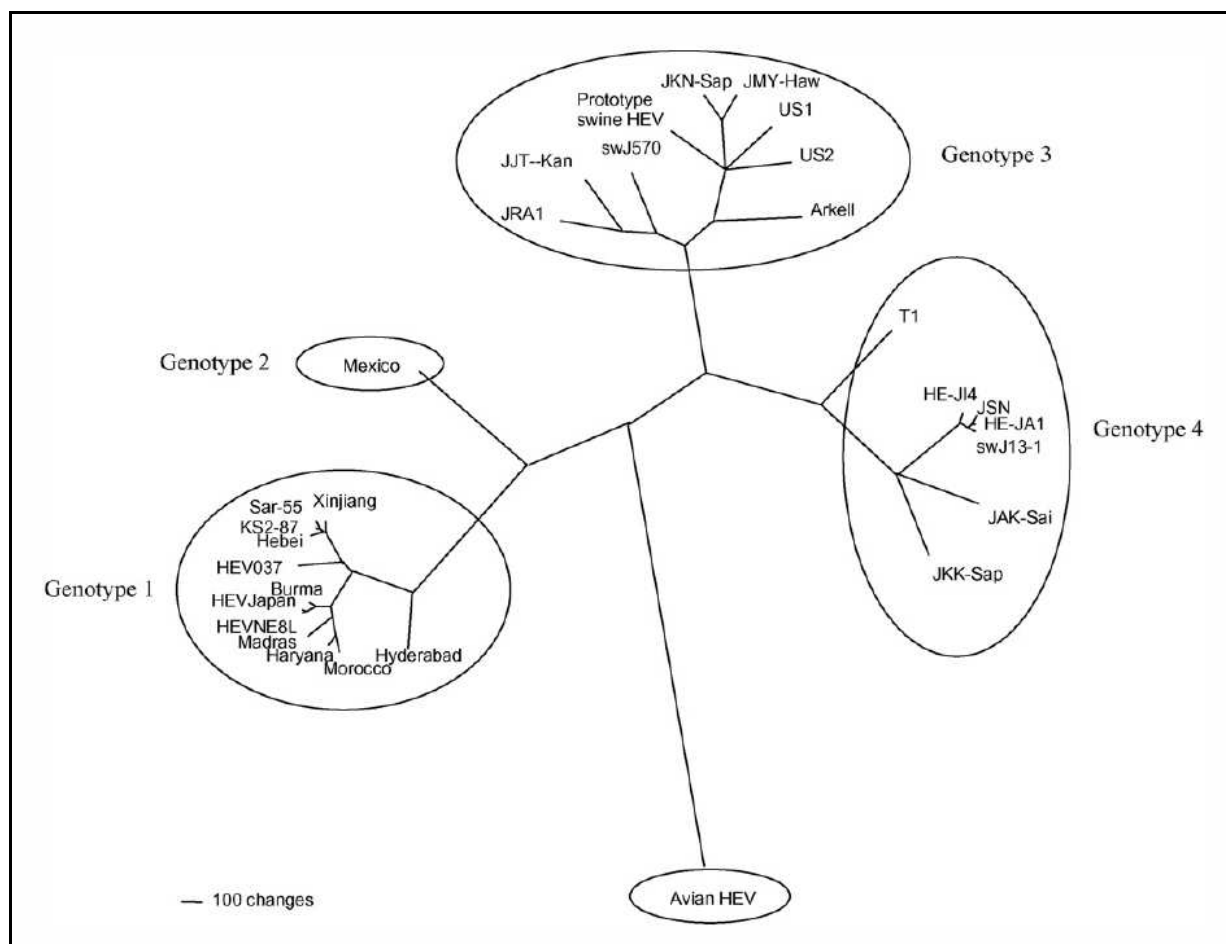 JKN-Sap JMY-Haw
Prototype
swine HEV
US1
swJ570
US2
JJT--Kan
Genotype 3
JRA1
Arkell
T1
Genotype 2
Mexico
HE-JI4
JSN
HE-JA1
swJ13-1
Genotype 4
JAK-Sai
JKK-Sap
Sar-55 Xinjiang
KS2-87
Hebei
HEV037
Genotype 1
Burma
HEVJapan
HEVNE8L
Madras
Haryana
Morocco
Hyderabad
Avian HEV
100 changes